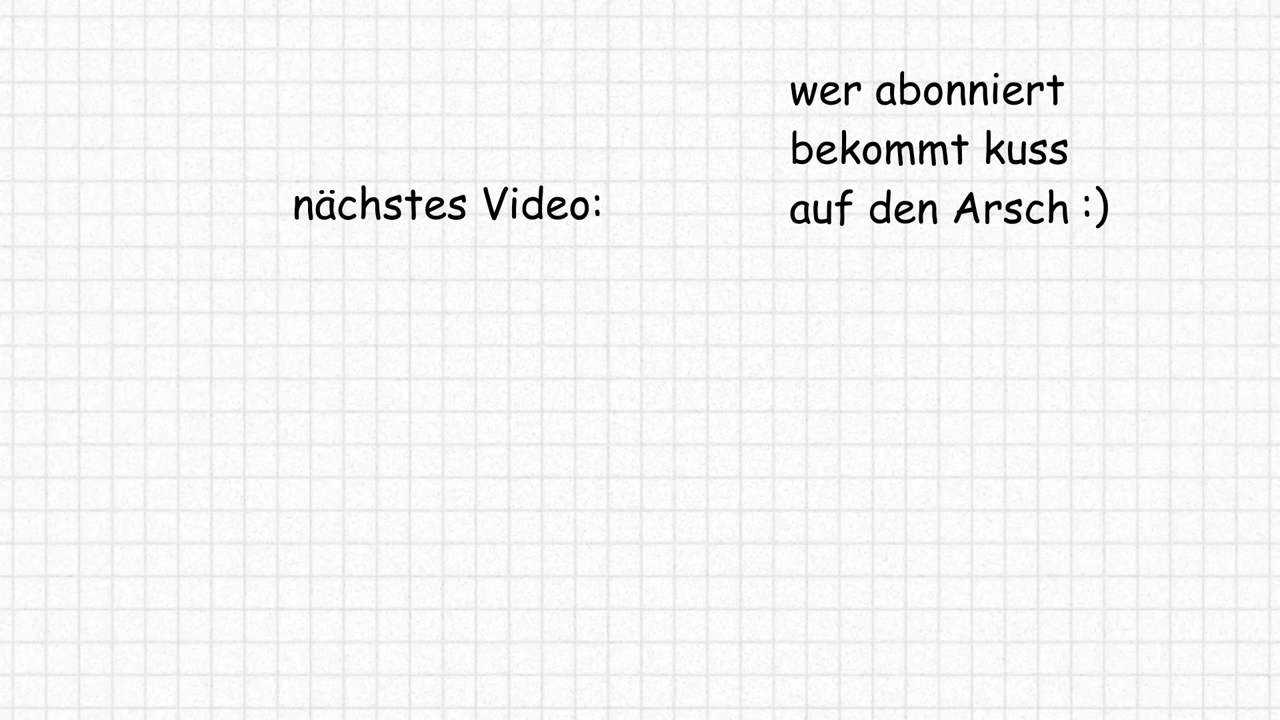 nächstes Video:
wer abonniert
bekommt kuss
auf den Arsch :)